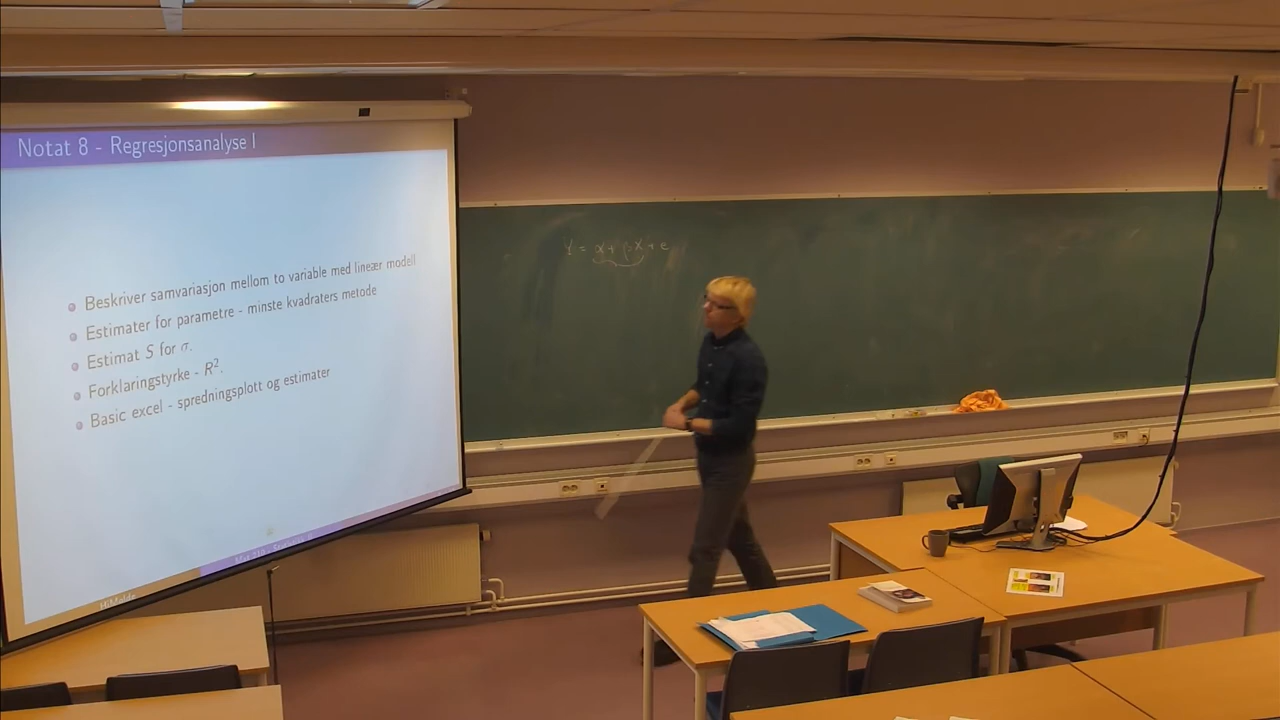 Notat 8 - Regresjonsanalyse I
Beskriver samvariasjon mellom to variable med lineær modell
Estimater for parametre - minste kvadraters metode
Estimat S for σ.
Forklaringstyrke - R².
Basic excel - spredningsplott og estimater
Y = α + βX + e